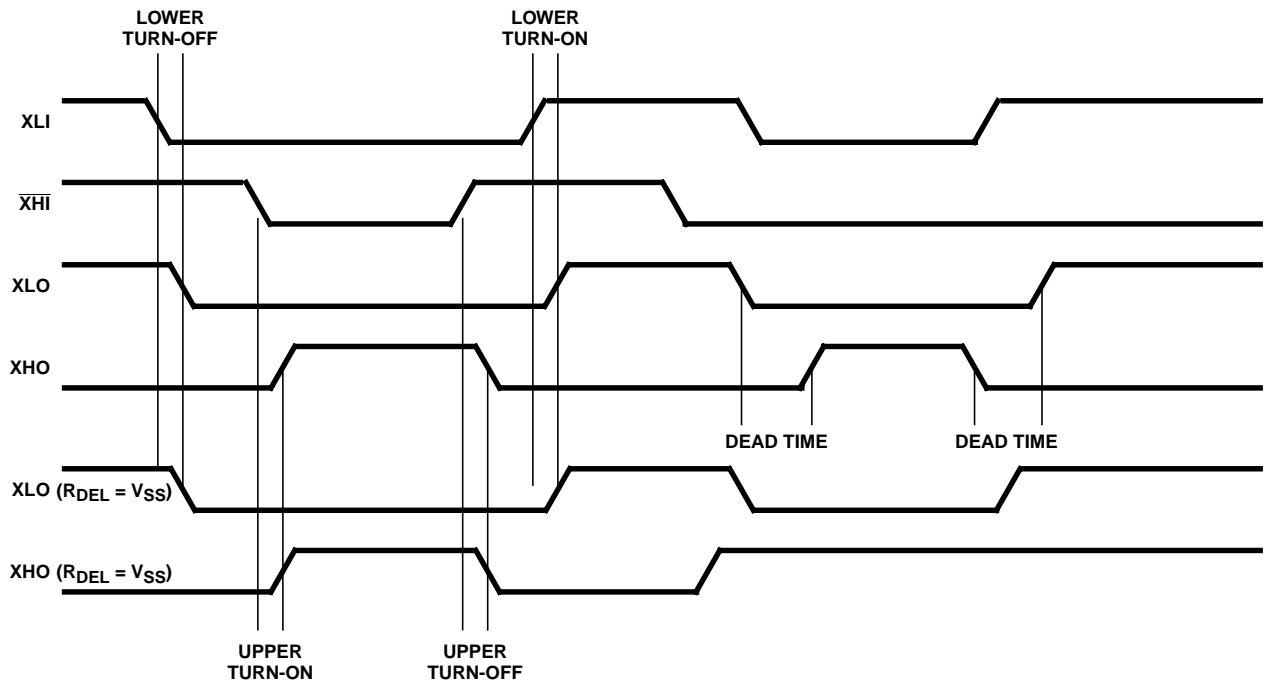 LOWER
TURN-OFF
LOWER
TURN-ON
XLI
X̅H̅I̅
XLO
XHO
DEAD TIME
DEAD TIME
XLO (RDEL = VSS)
XHO (RDEL = VSS)
UPPER
TURN-ON
UPPER
TURN-OFF